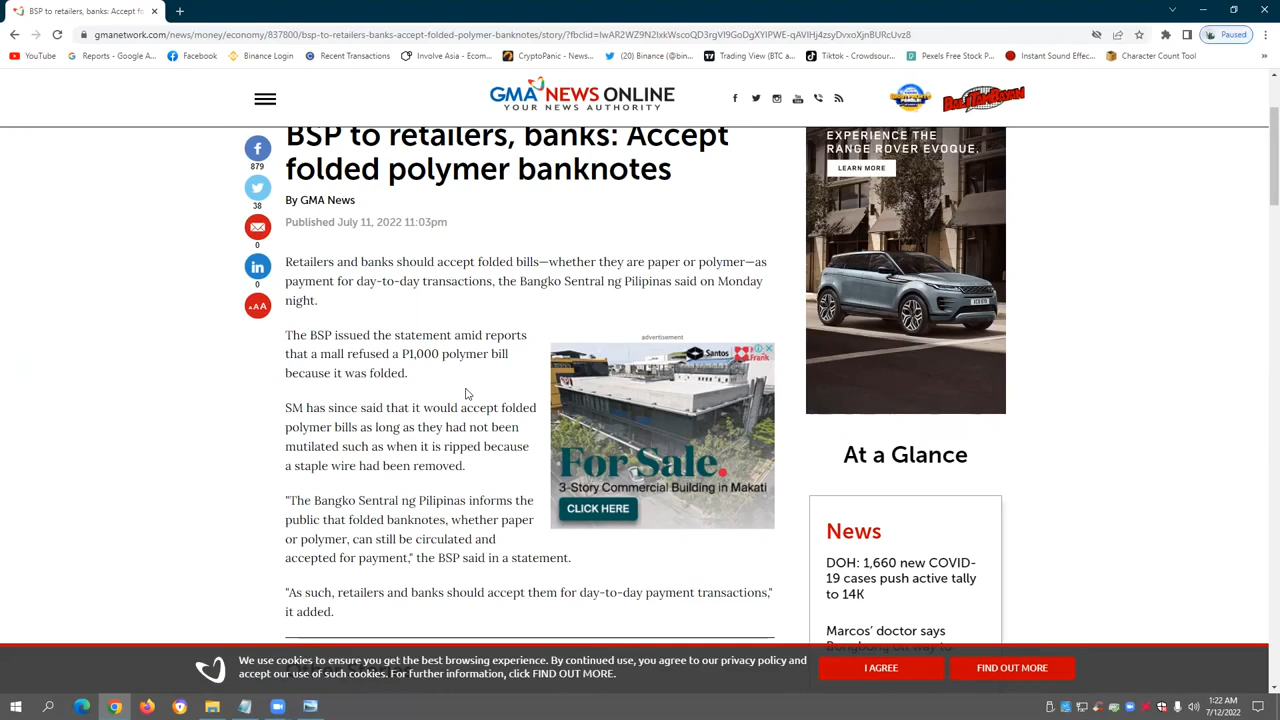 BSP to retailers, banks: Accept fo
gmanetwork.com/news/money/economy/837800/bsp-to-retailers-banks-accept-folded-polymer-banknotes/story/?fbclid=IwAR2WZ9N2IxkWscoQD3rgVI9GoDgXYIPWE-qAVIHj4zsyDvxoXjnBURcUvz8
Paused
YouTube
Reports - Google A...
Facebook
Binance Login
Recent Transactions
Involve Asia - Ecom...
CryptoPanic - News...
(20) Binance (@bin...
Trading View (BTC a...
Tiktok - Crowdsour...
Pexels Free Stock P...
Instant Sound Effec...
Character Count Tool
GMA NEWS ONLINE
YOUR NEWS AUTHORITY
BSP to retailers, banks: Accept
folded polymer banknotes
By GMA News
Published July 11, 2022 11:03pm
879
38
0
0
AAA
Retailers and banks should accept folded bills—whether they are paper or polymer—as
payment for day-to-day transactions, the Bangko Sentral ng Pilipinas said on Monday
night.
The BSP issued the statement amid reports
that a mall refused a P1,000 polymer bill
because it was folded.
SM has since said that it would accept folded
polymer bills as long as they had not been
mutilated such as when it is ripped because
a staple wire had been removed.
"The Bangko Sentral ng Pilipinas informs the
public that folded banknotes, whether paper
or polymer, can still be circulated and
accepted for payment," the BSP said in a statement.
"As such, retailers and banks should accept them for day-to-day payment transactions,"
it added.
advertisement
Santos
Frank
For Sale.
3-Story Commercial Building in Makati
CLICK HERE
EXPERIENCE THE
RANGE ROVER EVOQUE.
LEARN MORE
At a Glance
News
DOH: 1,660 new COVID-
19 cases push active tally
to 14K
Marcos' doctor says
Bongbong on way to
We use cookies to ensure you get the best browsing experience. By continued use, you agree to our privacy policy and
accept our use of such cookies. For further information, click FIND OUT MORE.
I AGREE
FIND OUT MORE
1:22 AM
7/12/2022